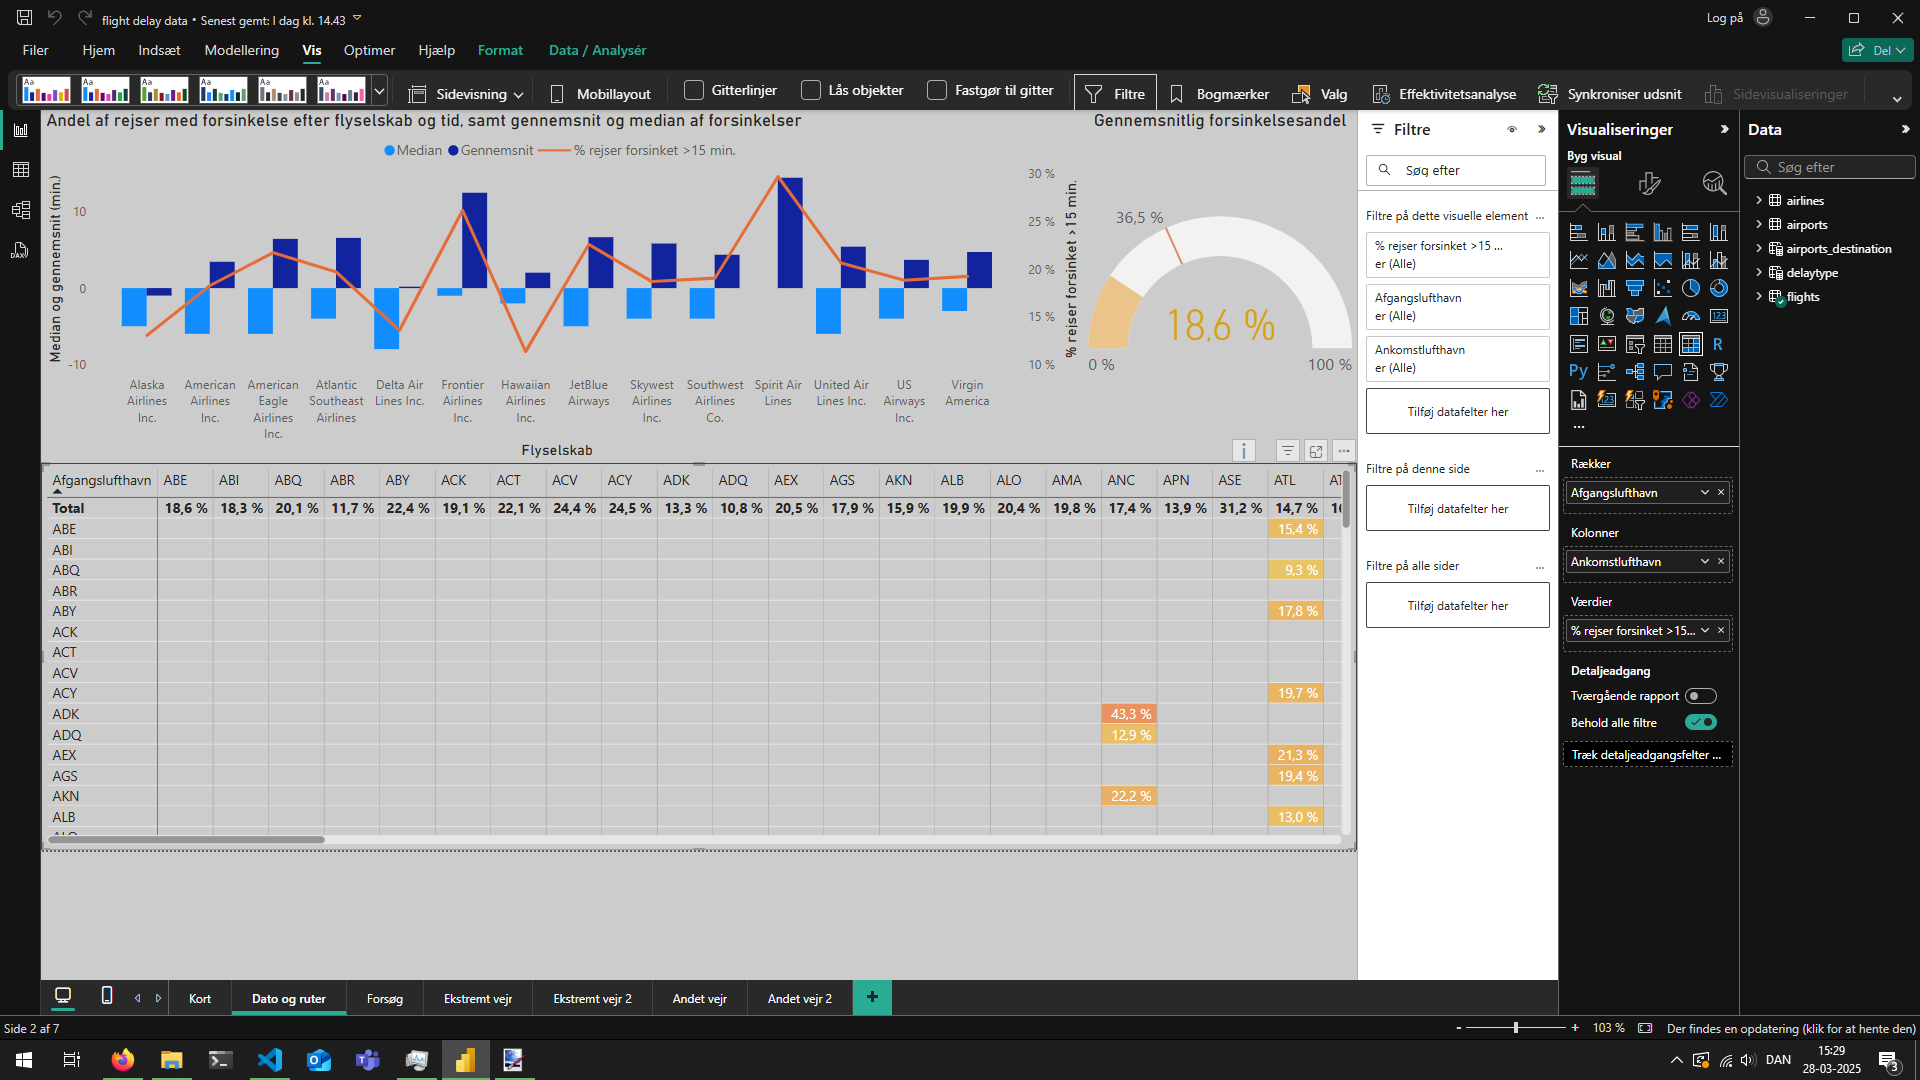 flight delay data • Senest gemt: I dag kl. 14.43
Log på
Filer
Hjem
Indsæt
Modellering
Vis
Optimer
Hjælp
Format
Data / Analysér
Del
Aa
Aa
Aa
Aa
Aa
Aa
Sidevisning
Mobillayout
Gitterlinjer
Lås objekter
Fastgør til gitter
Filtre
Bogmærker
Valg
Effektivitetsanalyse
Synkroniser udsnit
Sidevisualiseringer
Andel af rejser med forsinkelse efter flyselskab og tid, samt gennemsnit og median af forsinkelser
Median
Gennemsnit
% rejser forsinket >15 min.
Median og gennemsnit (min.)
10
0
-10
30 %
25 %
20 %
15 %
10 %
% rejser forsinket >15 min.
Alaska Airlines Inc.
American Airlines Inc.
American Eagle Airlines Inc.
Atlantic Southeast Airlines
Delta Air Lines Inc.
Frontier Airlines Inc.
Hawaiian Airlines Inc.
JetBlue Airways
Skywest Airlines Inc.
Southwest Airlines Co.
Spirit Air Lines
United Air Lines Inc.
US Airways Inc.
Virgin America
Flyselskab
Gennemsnitlig forsinkelsesandel
36,5 %
18,6 %
0 %
100 %
Afgangslufthavn ABE ABI ABQ ABR ABY ACK ACT ACV ACY ADK ADQ AEX AGS AKN ALB ALO AMA ANC APN ASE ATL
Total 18,6 % 18,3 % 20,1 % 11,7 % 22,4 % 19,1 % 22,1 % 24,4 % 24,5 % 13,3 % 10,8 % 20,5 % 17,9 % 15,9 % 19,9 % 20,4 % 19,8 % 17,4 % 13,9 % 31,2 % 14,7 %
ABE 15,4 %
ABI
ABQ 9,3 %
ABR
ABY 17,8 %
ACK
ACT
ACV
ACY 19,7 %
ADK 43,3 %
ADQ 12,9 %
AEX 21,3 %
AGS 19,4 %
AKN 22,2 %
ALB 13,0 %
Filtre
Søg efter
Filtre på dette visuelle element ...
% rejser forsinket >15 ...
er (Alle)
Afgangslufthavn
er (Alle)
Ankomstlufthavn
er (Alle)
Tilføj datafelter her
Filtre på denne side ...
Tilføj datafelter her
Filtre på alle sider ...
Tilføj datafelter her
Visualiseringer
Byg visual
123
R
Py
123
...
Rækker
Afgangslufthavn
Kolonner
Ankomstlufthavn
Værdier
% rejser forsinket >15...
Detaljeadgang
Tværgående rapport
Behold alle filtre
Træk detaljeadgangsfelter ...
Data
Søg efter
airlines
airports
airports_destination
delaytype
flights
DAX
Kort
Dato og ruter
Forsøg
Ekstremt vejr
Ekstremt vejr 2
Andet vejr
Andet vejr 2
+
Side 2 af 7
- + 103 %
Der findes en opdatering (klik for at hente den)
DAN
15:29
28-03-2025
3